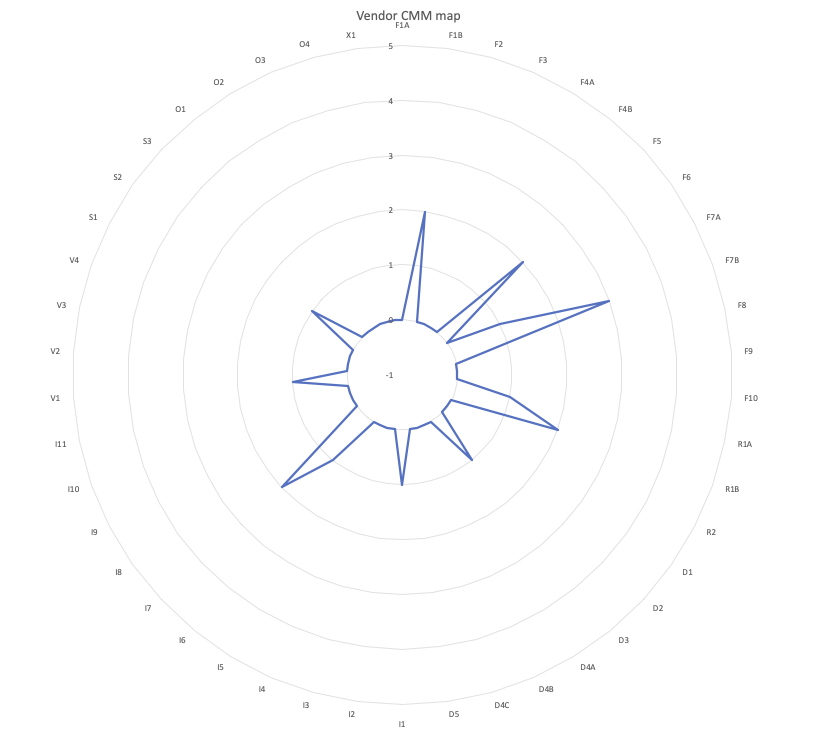 Vendor CMM map
F1A
F1B
F2
F3
F4A
F4B
F5
F6
F7A
F7B
F8
F9
F10
R1A
R1B
R2
D1
D2
D3
D4A
D4B
D4C
D5
I1
I2
I3
I4
I5
I6
I7
I8
I9
I10
I11
V1
V2
V3
V4
S1
S2
S3
O1
O2
O3
O4
X1
5
4
3
2
1
0
-1